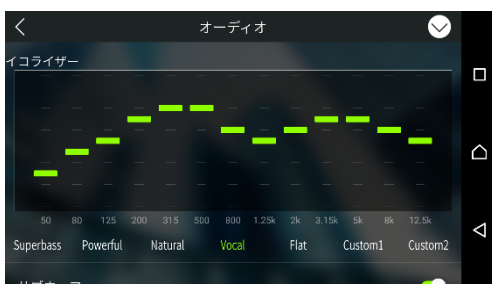 オーディオ
イコライザー
50 80 125 200 315 500 800 1.25k 2k 3.15k 5k 8k 12.5k
Superbass Powerful Natural Vocal Flat Custom1 Custom2